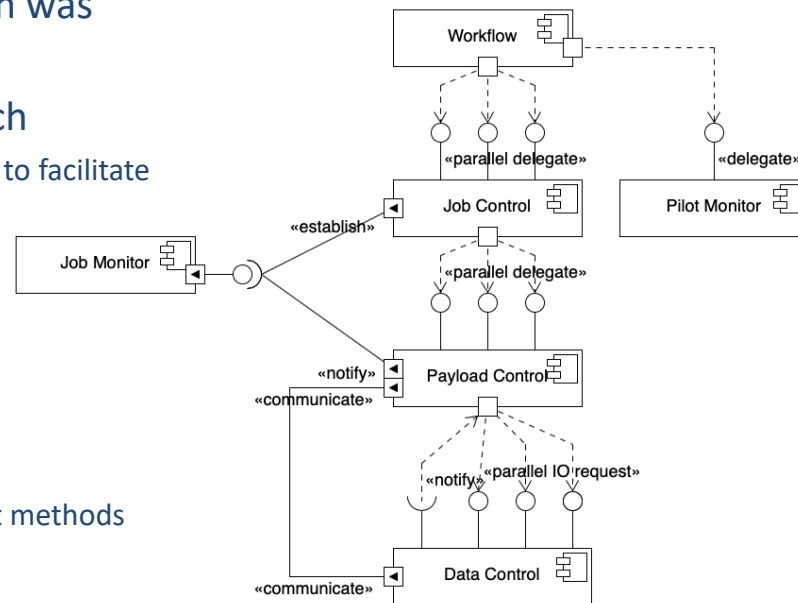 n was
ch
to facilitate
t methods
Workflow
«parallel delegate»
«delegate»
Job Control
Pilot Monitor
«establish»
Job Monitor
«parallel delegate»
«notify»
Payload Control
«communicate»
«notify»
«parallel IO request»
Data Control
«communicate»